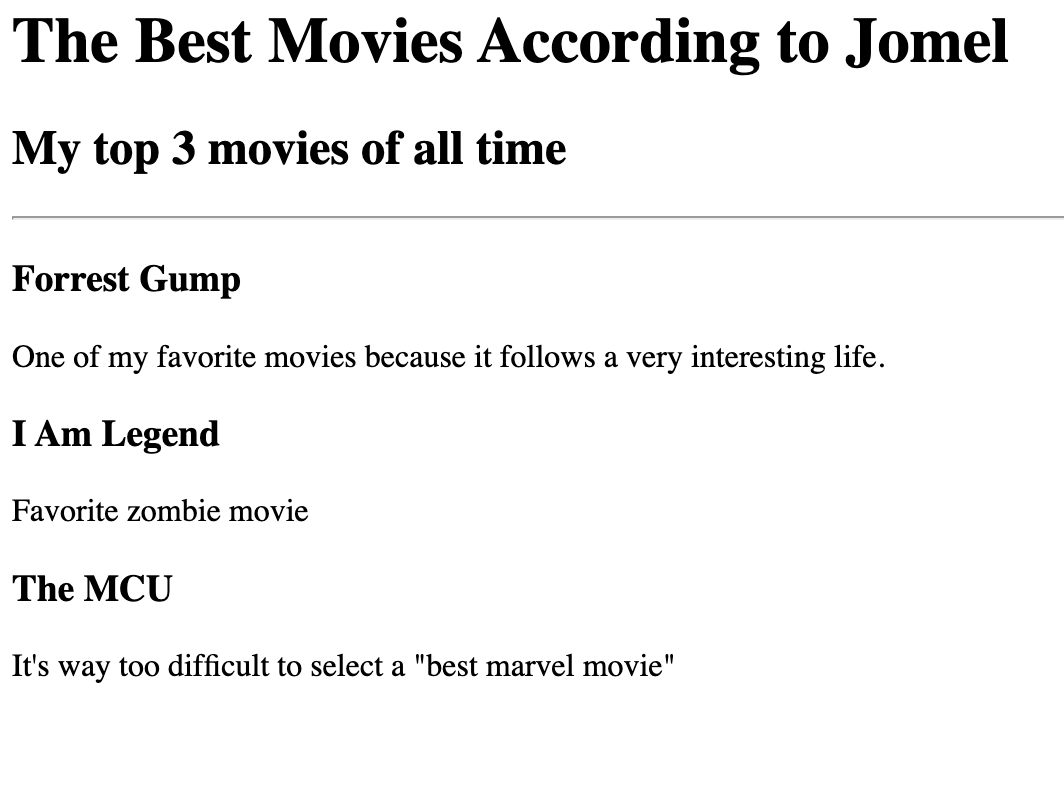 The Best Movies According to Jomel
My top 3 movies of all time
Forrest Gump
One of my favorite movies because it follows a very interesting life.
I Am Legend
Favorite zombie movie
The MCU
It's way too difficult to select a "best marvel movie"